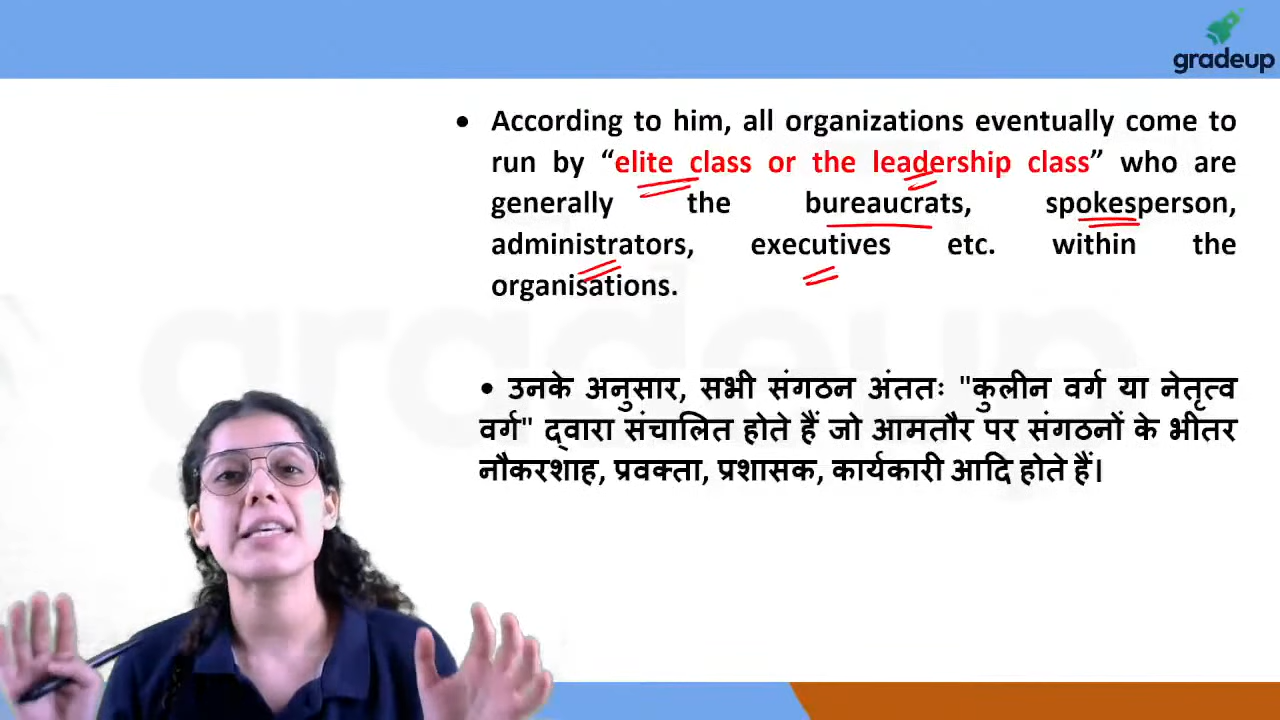 gradeup
• According to him, all organizations eventually come to
run by “elite class or the leadership class” who are
generally the bureaucrats, spokesperson,
administrators, executives etc. within the
organisations.
gradeup
• उनके अनुसार, सभी संगठन अंततः "कुलीन वर्ग या नेतृत्व
वर्ग" द्वारा संचालित होते हैं जो आमतौर पर संगठनों के भीतर
नौकरशाह, प्रवक्ता, प्रशासक, कार्यकारी आदि होते हैं।